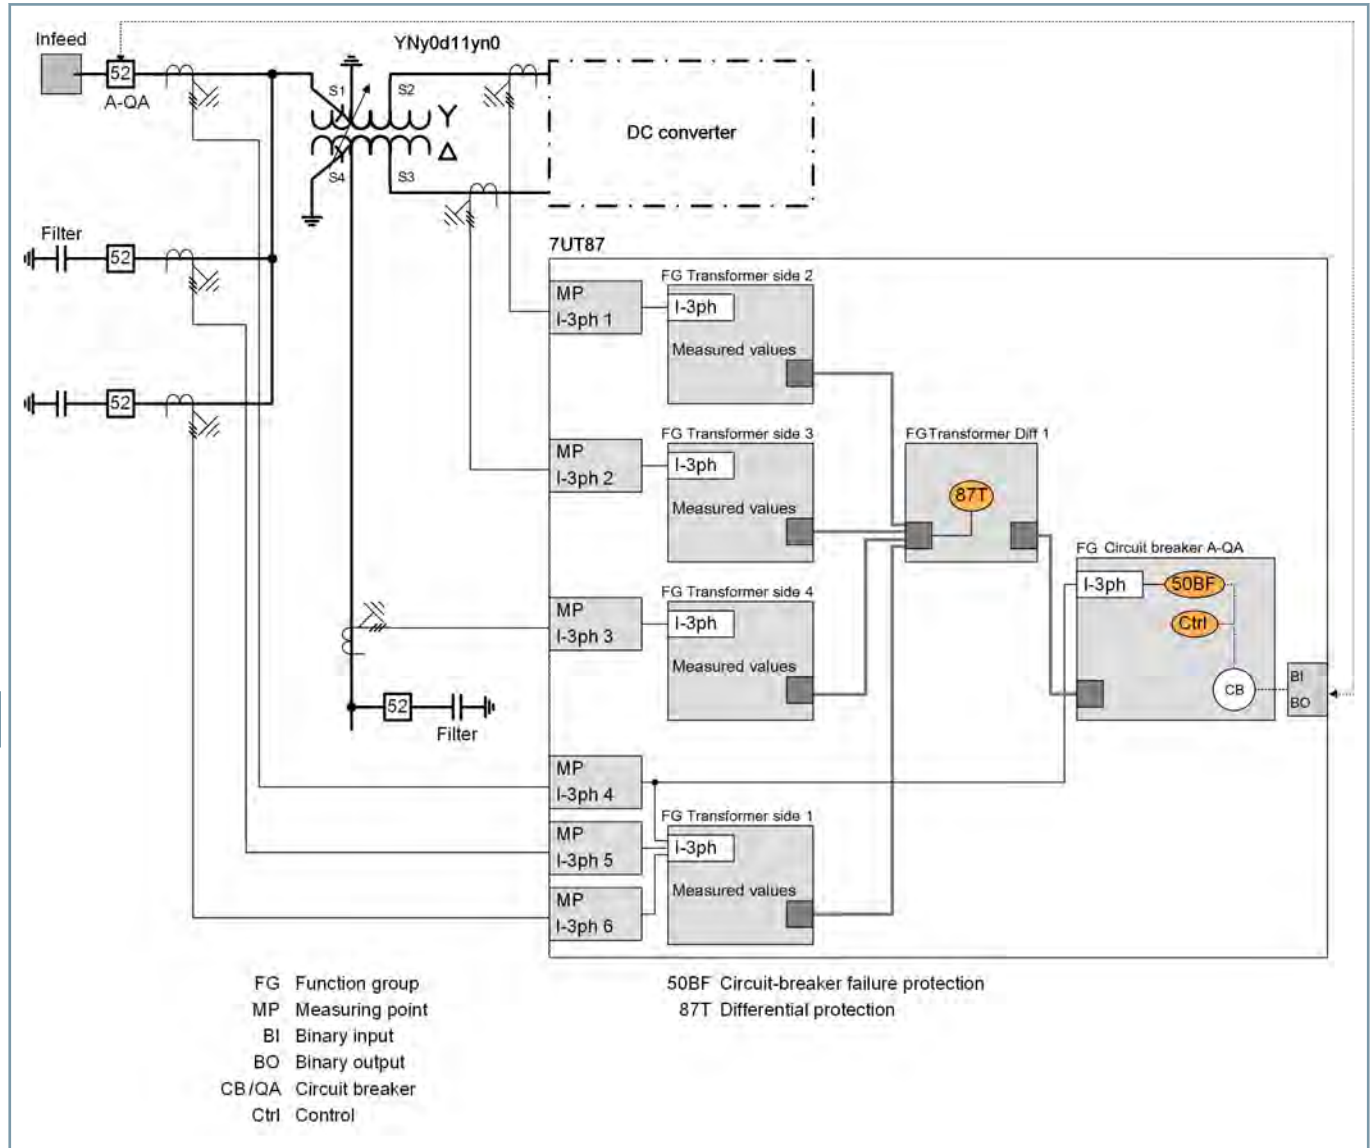 Infeed
YNy0d11yn0
52
A-QA
S1
S2
Y
DC converter
Δ
S4
S3
Filter
52
7UT87
FG Transformer side 2
MP
I-3ph 1
I-3ph
Measured values
52
FG Transformer side 3
FG Transformer Diff 1
MP
I-3ph 2
I-3ph
Measured values
87T
FG Circuit breaker A-QA
I-3ph
50BF
Ctrl
CB
BI
BO
FG Transformer side 4
MP
I-3ph 3
I-3ph
Measured values
52
Filter
MP
I-3ph 4
FG Transformer side 1
MP
I-3ph 5
I-3ph
Measured values
MP
I-3ph 6
FG Function group
MP Measuring point
BI Binary input
BO Binary output
CB/QA Circuit breaker
Ctrl Control
50BF Circuit-breaker failure protection
87T Differential protection